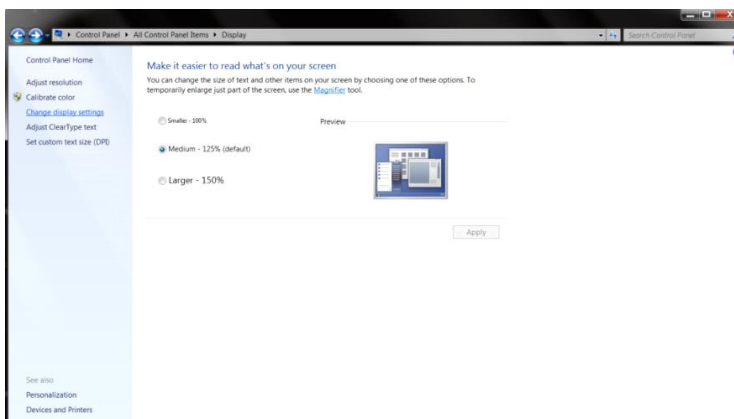 Control Panel ▸ All Control Panel Items ▸ Display
Search Control Panel
Control Panel Home
Adjust resolution
Calibrate color
Change display settings
Adjust ClearType text
Set custom text size (DPI)
Make it easier to read what's on your screen
You can change the size of text and other items on your screen by choosing one of these options. To
temporarily enlarge just part of the screen, use the Magnifier tool.
Smaller - 100%
Preview
Medium - 125% (default)
Larger - 150%
Apply
See also
Personalization
Devices and Printers